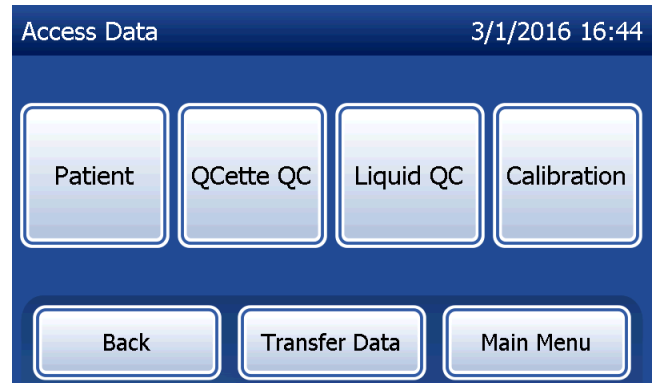 Access Data 3/1/2016 16:44
Patient QCette QC Liquid QC Calibration
Back Transfer Data Main Menu